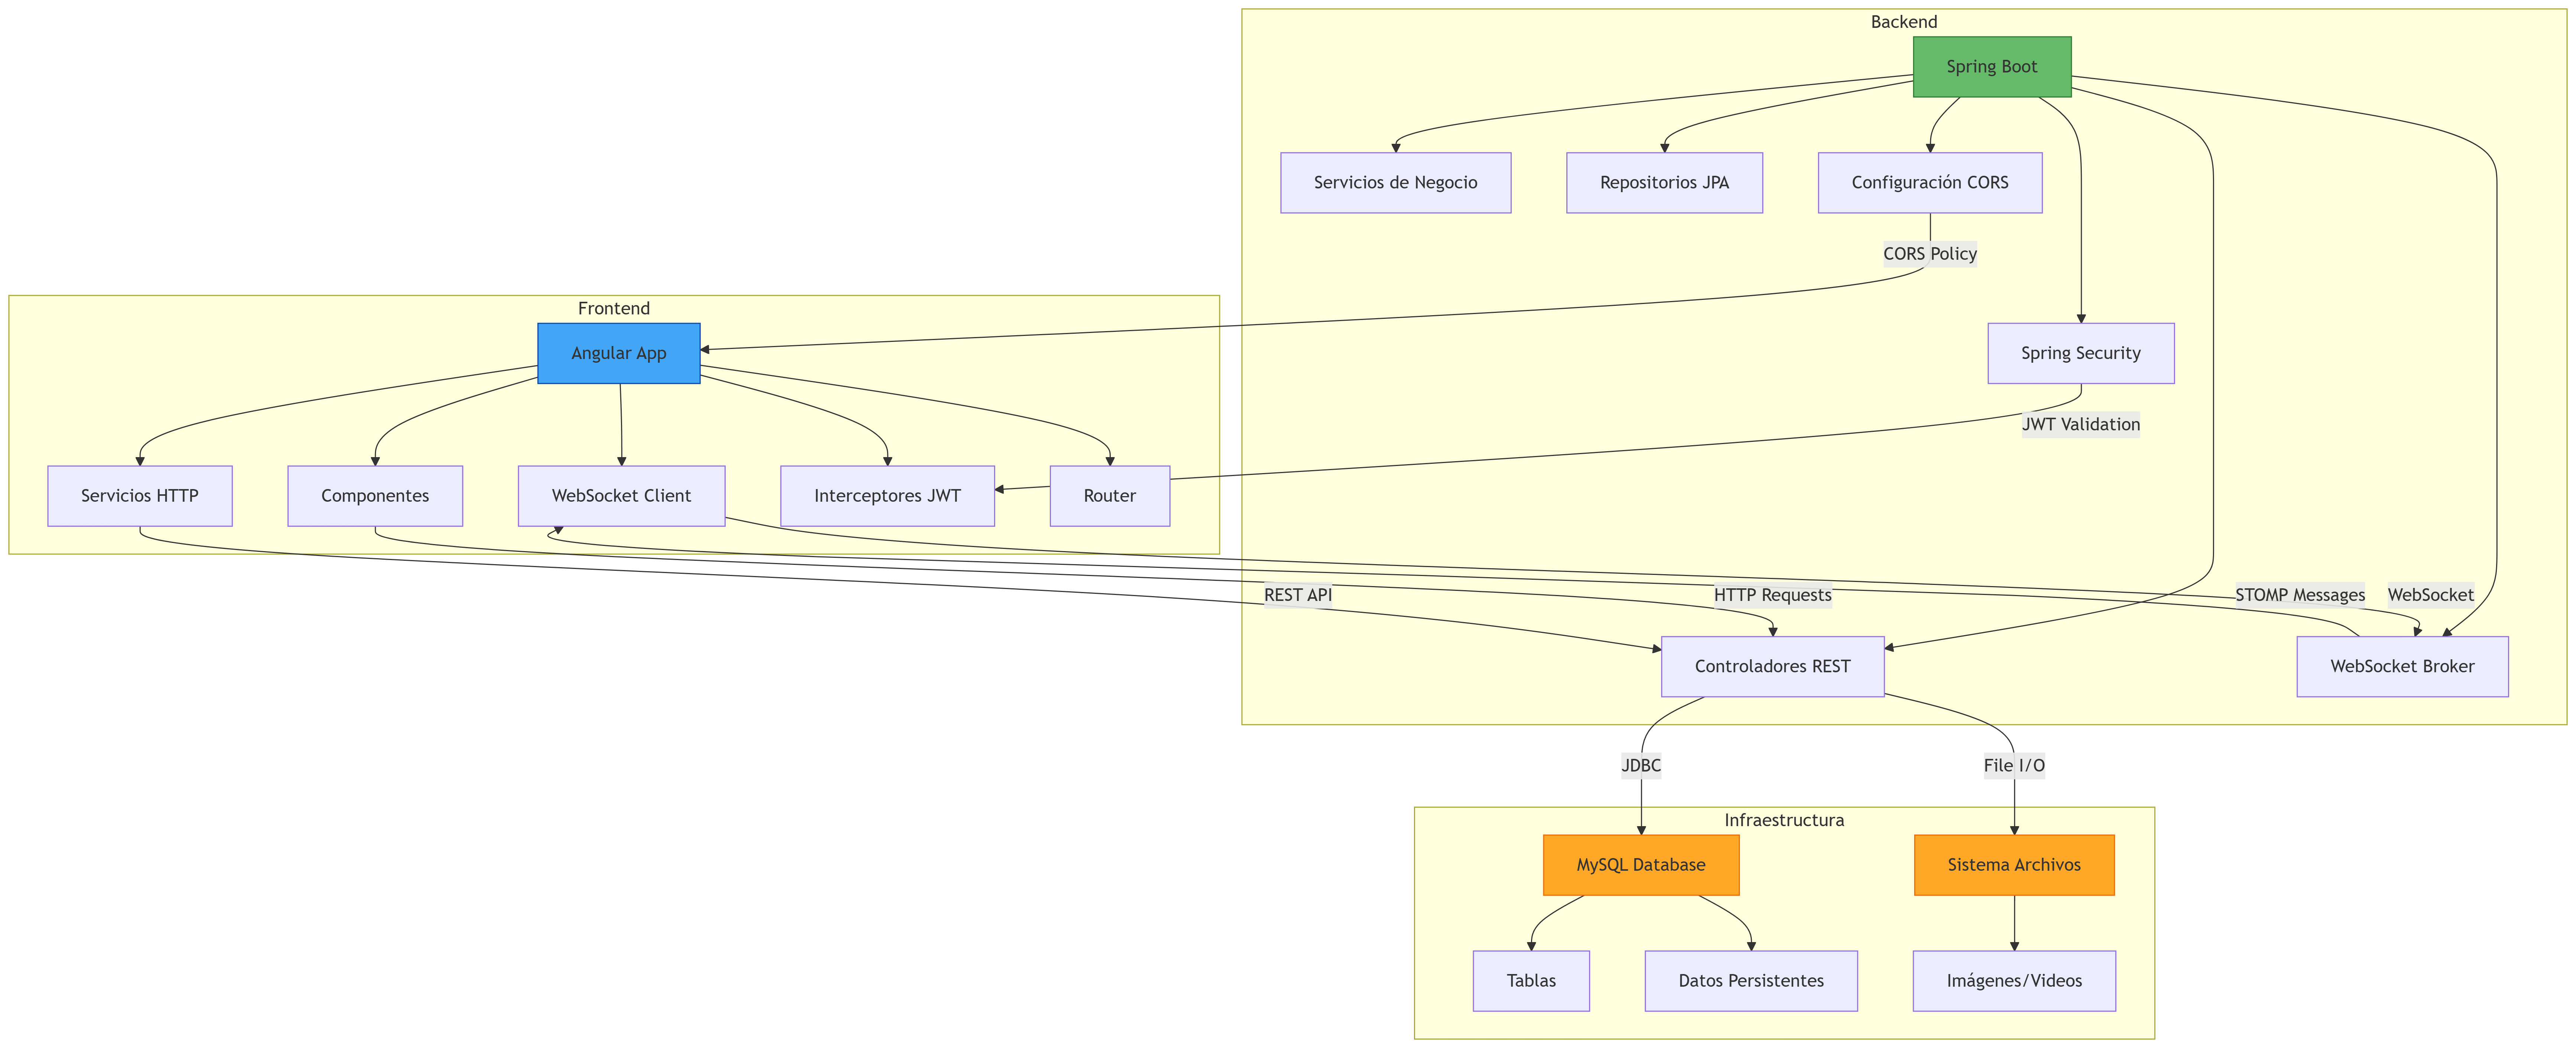 Backend
Spring Boot
Servicios de Negocio
Repositorios JPA
Configuración CORS
CORS Policy
Frontend
Angular App
Spring Security
JWT Validation
Servicios HTTP
Componentes
WebSocket Client
Interceptores JWT
Router
REST API
HTTP Requests
STOMP Messages
WebSocket
Controladores REST
WebSocket Broker
JDBC
File I/O
Infraestructura
MySQL Database
Sistema Archivos
Tablas
Datos Persistentes
Imágenes/Videos